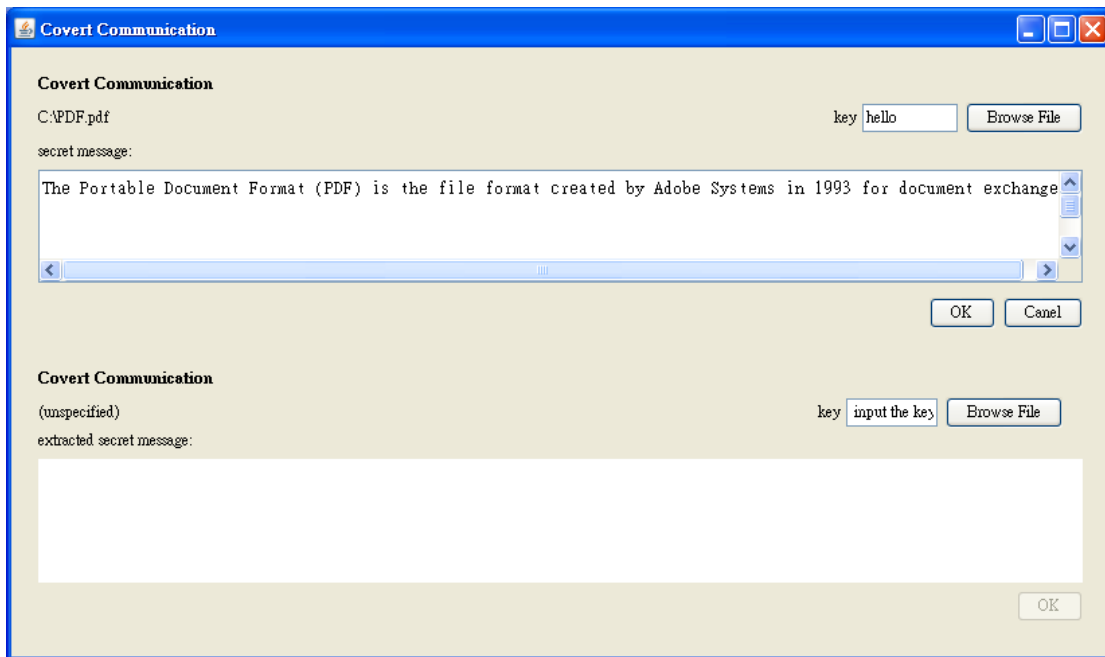 Covert Communication
Covert Communication
C:\PDF.pdf key hello Browse File
secret message:
The Portable Document Format (PDF) is the file format created by Adobe Systems in 1993 for document exchange
OK Canel
Covert Communication
(unspecified) key input the key Browse File
extracted secret message:
OK